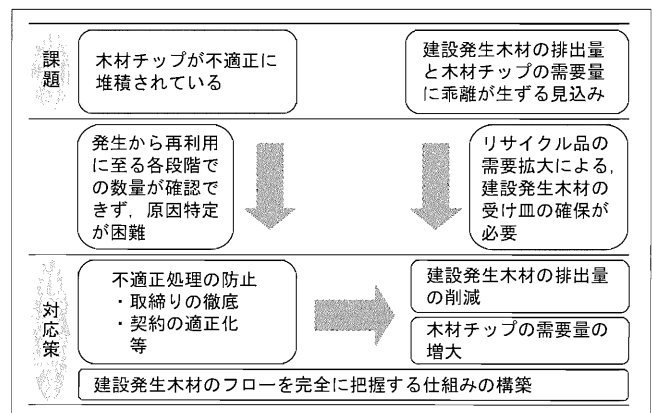 課題
木材チップが不適正に
堆積されている
建設発生木材の排出量
と木材チップの需要量
に乖離が生ずる見込み
発生から再利用
に至る各段階で
の数量が確認で
きず，原因特定
が困難
リサイクル品の
需要拡大による，
建設発生木材の
受け皿の確保が
必要
対応策
不適正処理の防止
・取締りの徹底
・契約の適正化
等
建設発生木材の排出量
の削減
木材チップの需要量の
増大
建設発生木材のフローを完全に把握する仕組みの構築